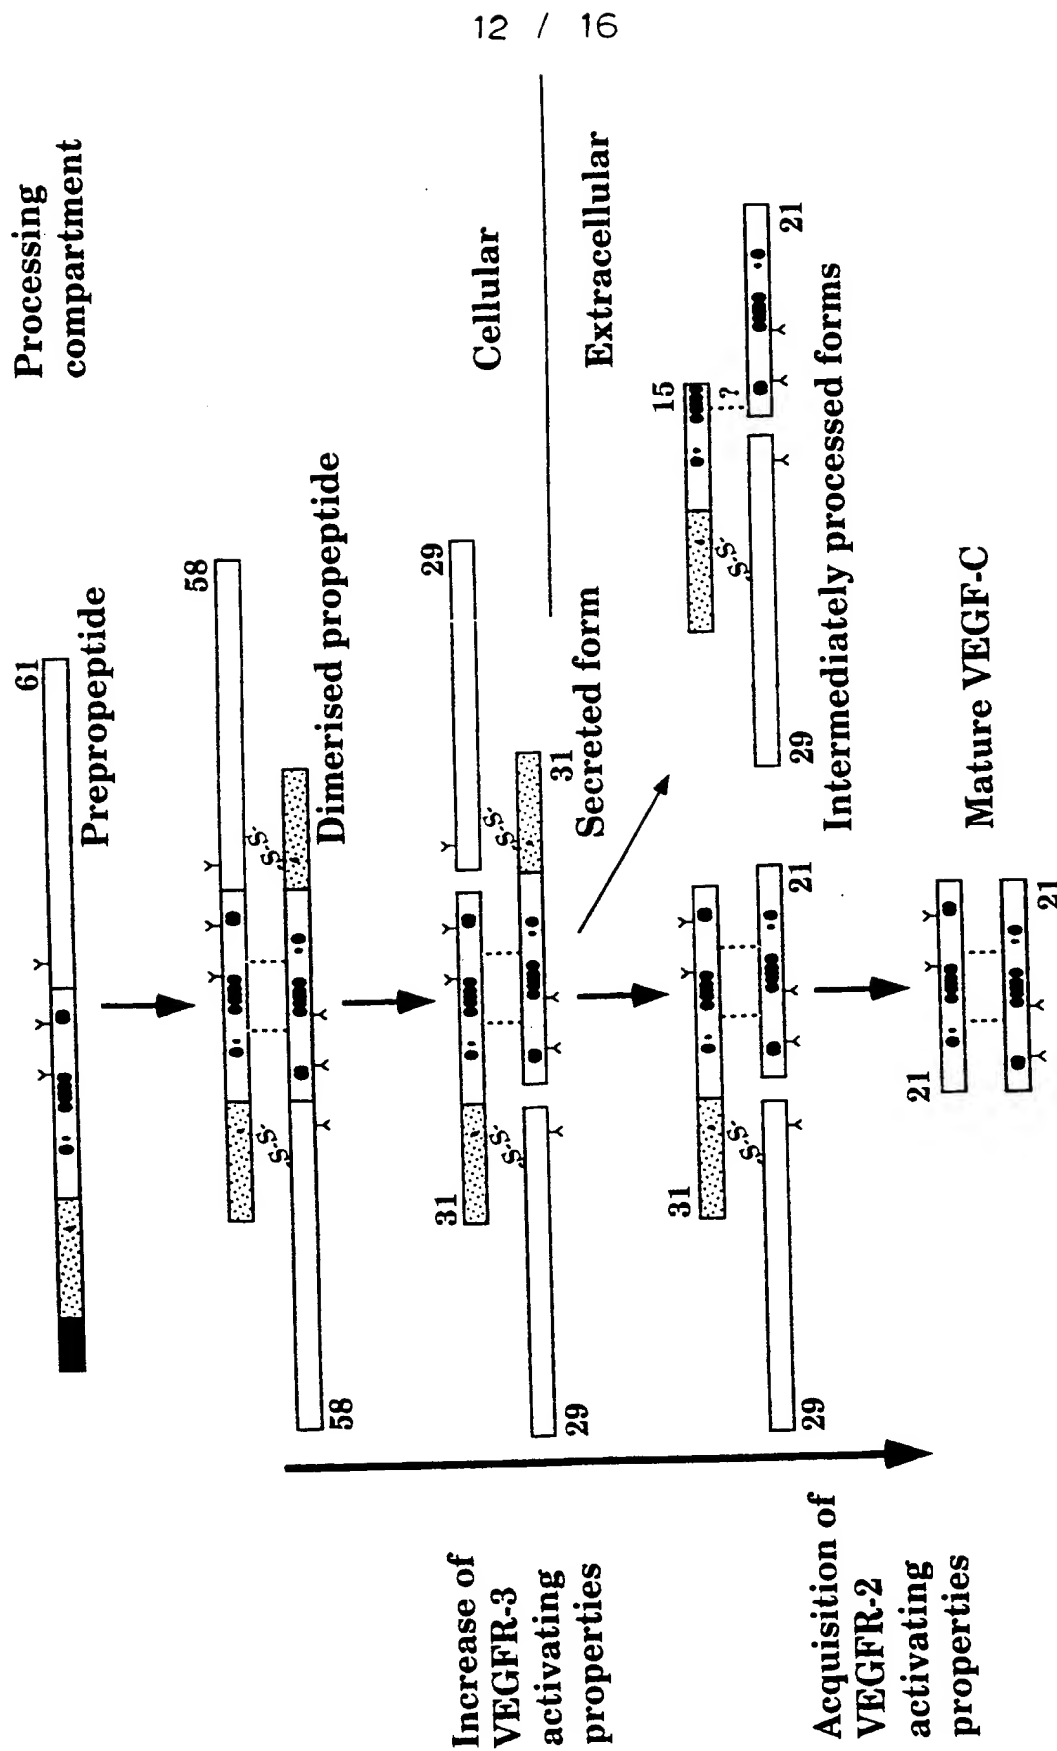 12 / 16
Processing
compartment
61
Prepropeptide
58
Dimerised propeptide
S-S
S-S
58
Cellular
Extracellular
29
31
S-S
S-S
31
29
Secreted form
15
?
21
S-S
29
Intermediately processed forms
31
S-S
21
29
Mature VEGF-C
21
21
Increase of
VEGFR-3
activating
properties
Acquisition of
VEGFR-2
activating
properties